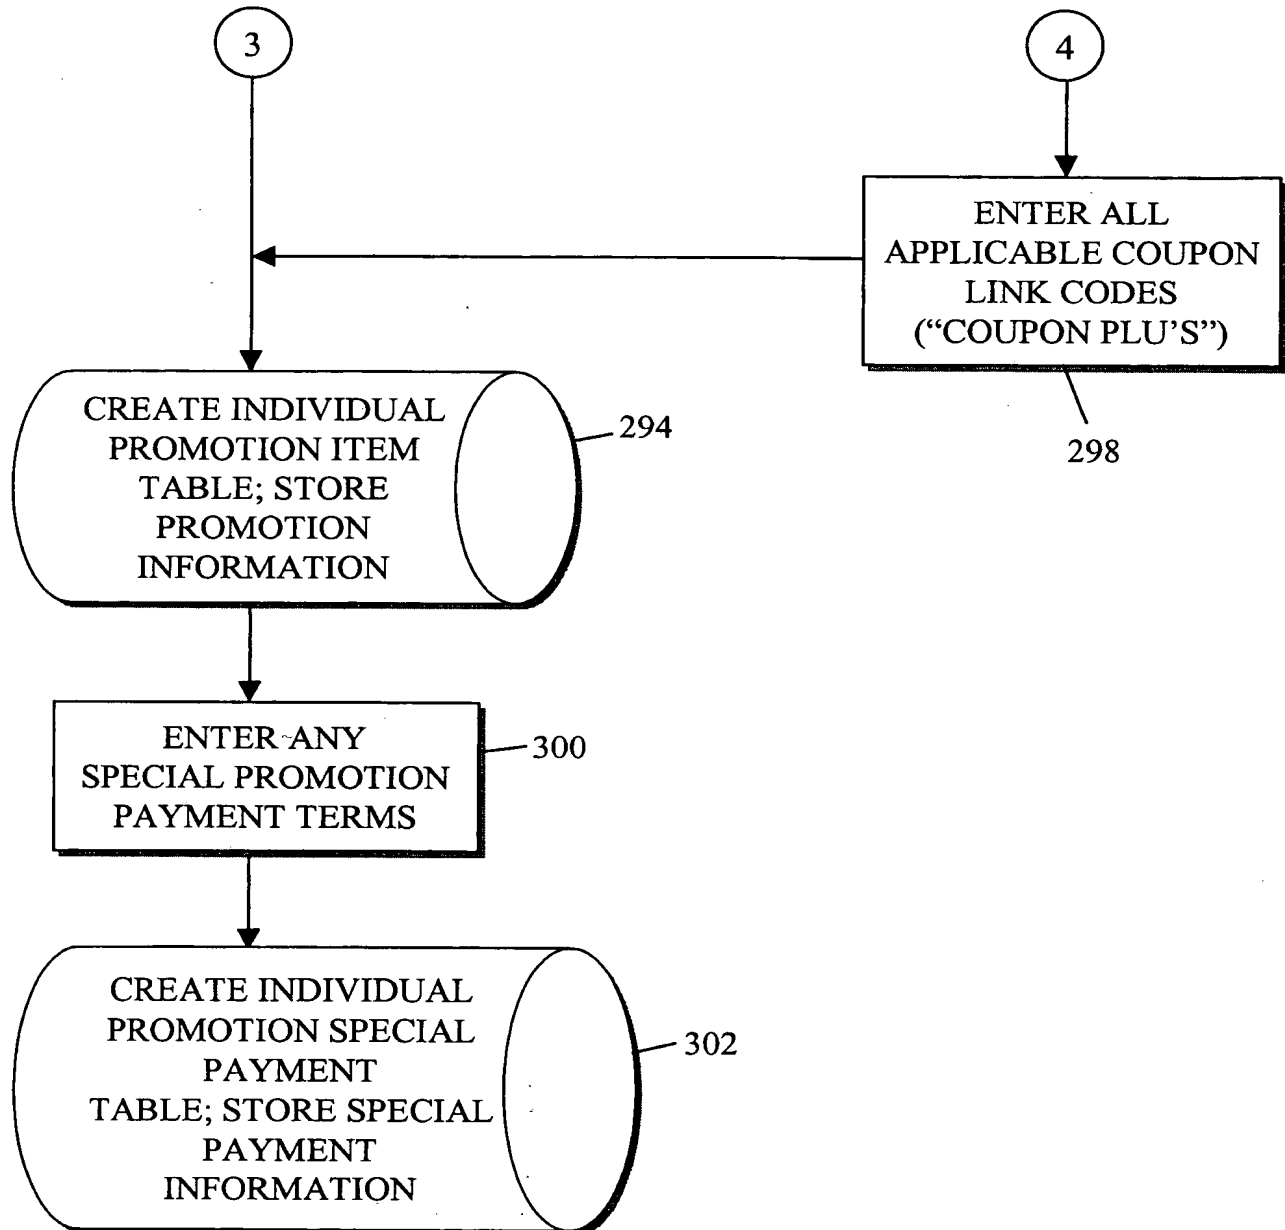 3
4
ENTER ALL
APPLICABLE COUPON
LINK CODES
(“COUPON PLU’S”)
298
CREATE INDIVIDUAL
PROMOTION ITEM
TABLE; STORE
PROMOTION
INFORMATION
294
ENTER ANY
SPECIAL PROMOTION
PAYMENT TERMS
300
CREATE INDIVIDUAL
PROMOTION SPECIAL
PAYMENT
TABLE; STORE SPECIAL
PAYMENT
INFORMATION
302